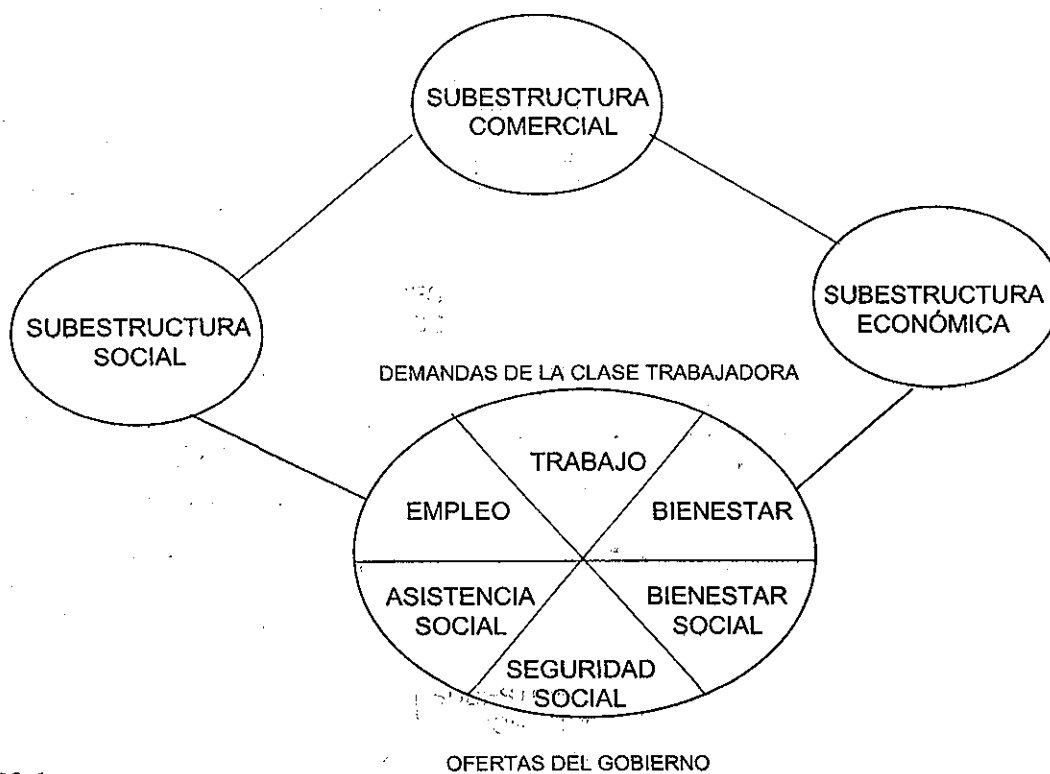 SUBESTRUCTURA
COMERCIAL
SUBESTRUCTURA
SOCIAL
SUBESTRUCTURA
ECONÓMICA
DEMANDAS DE LA CLASE TRABAJADORA
TRABAJO
EMPLEO
BIENESTAR
ASISTENCIA
SOCIAL
BIENESTAR
SOCIAL
SEGURIDAD
SOCIAL
OFERTAS DEL GOBIERNO